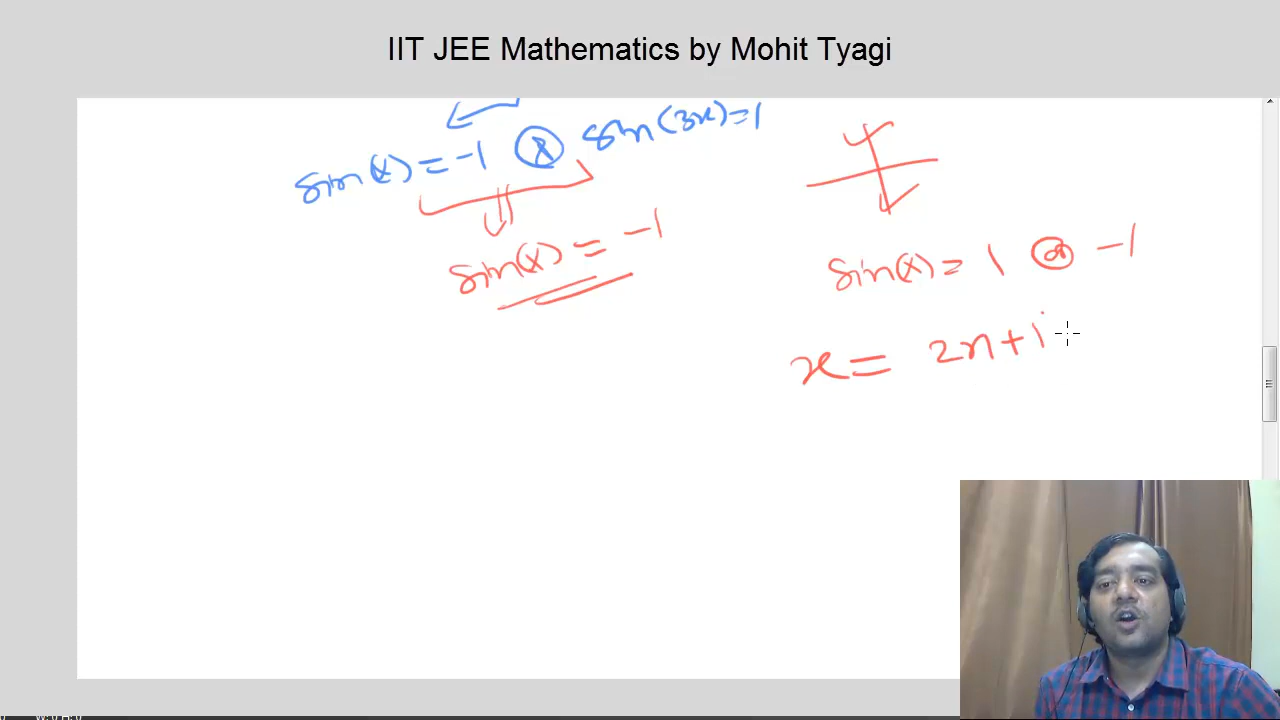 IIT JEE Mathematics by Mohit Tyagi
sin(x) = -1 & sin(3x) = 1
sin(x) = -1
sin(x) = 1 or -1
x = 2n+1